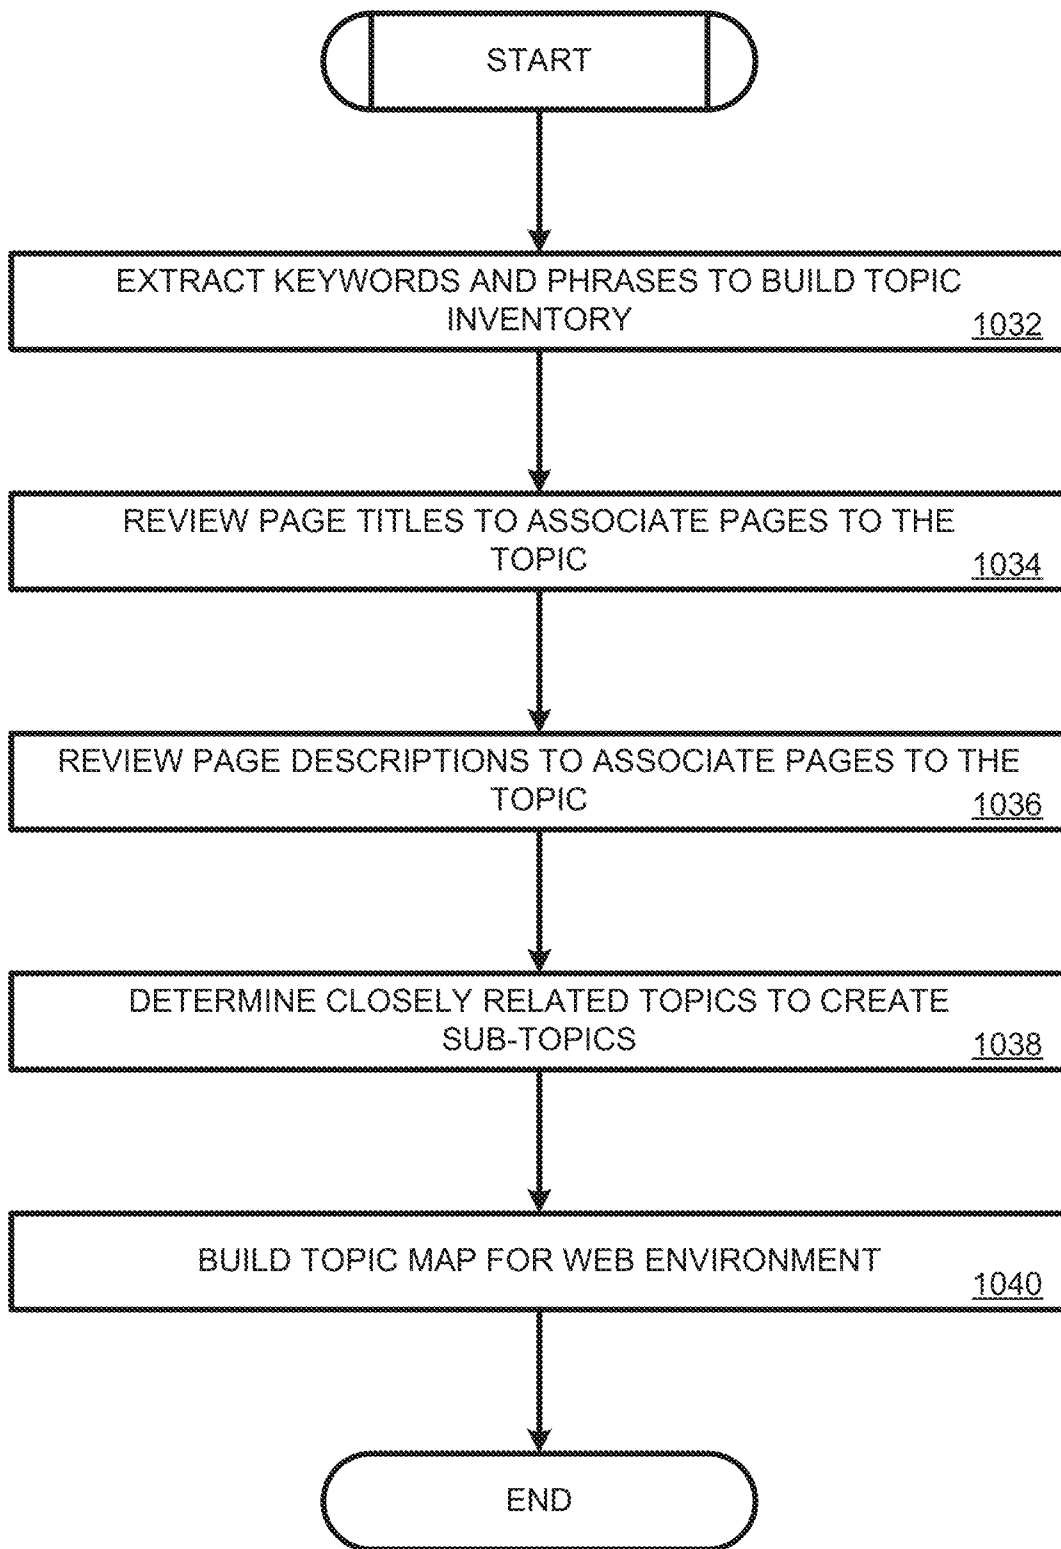 START
EXTRACT KEYWORDS AND PHRASES TO BUILD TOPIC
INVENTORY
1032
REVIEW PAGE TITLES TO ASSOCIATE PAGES TO THE
TOPIC
1034
REVIEW PAGE DESCRIPTIONS TO ASSOCIATE PAGES TO THE
TOPIC
1036
DETERMINE CLOSELY RELATED TOPICS TO CREATE
SUB-TOPICS
1038
BUILD TOPIC MAP FOR WEB ENVIRONMENT
1040
END